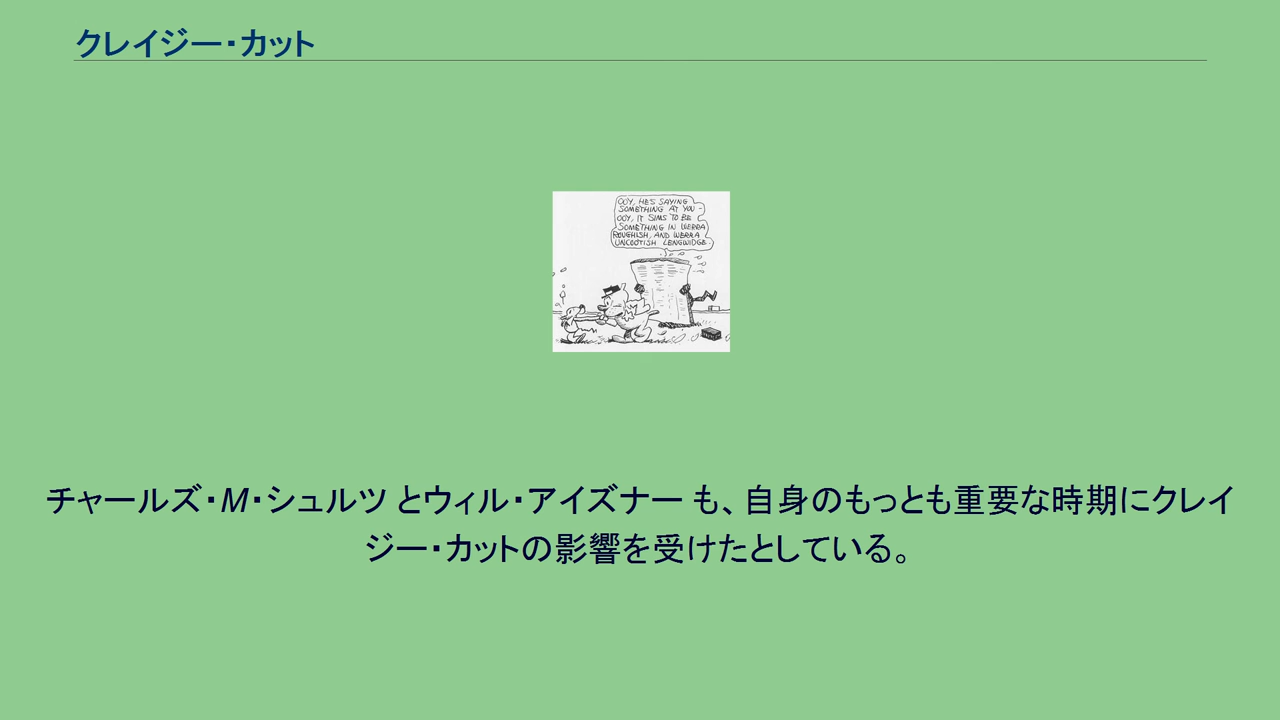 クレイジー・カット
OOY, HE'S SAYING
SOMETHING AT YOU -
OOY, IT SIMS TO BE
SOMETHING IN WERRA
ROUGHISH, AND WERRA
UNCOOTISH LENGWIDGE.
チャールズ・M・シュルツ とウィル・アイズナー も、自身のもっとも重要な時期にクレイ
ジー・カットの影響を受けたとしている。